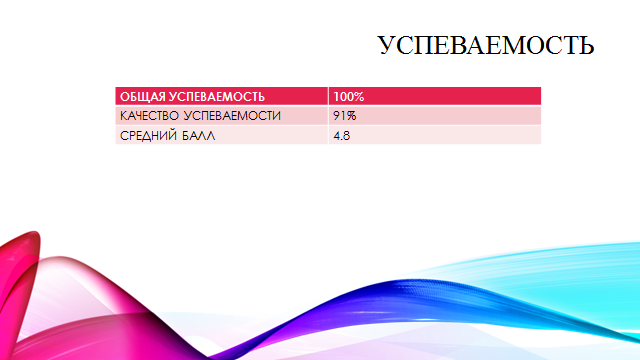 УСПЕВАЕМОСТЬ
ОБЩАЯ УСПЕВАЕМОСТЬ 100%
КАЧЕСТВО УСПЕВАЕМОСТИ 91%
СРЕДНИЙ БАЛЛ 4.8